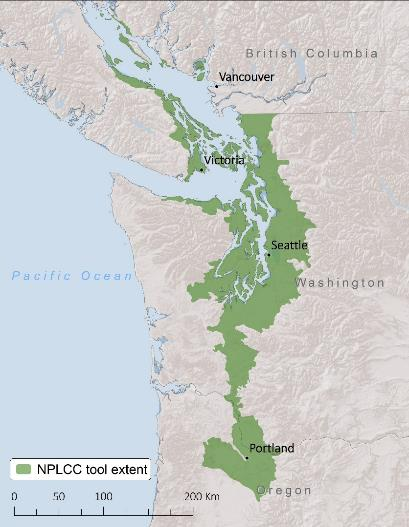 British Columbia
Vancouver
Victoria
Seattle
Washington
Pacific Ocean
Portland
NPLCC tool extent
Oregon
0 50 100 200 Km